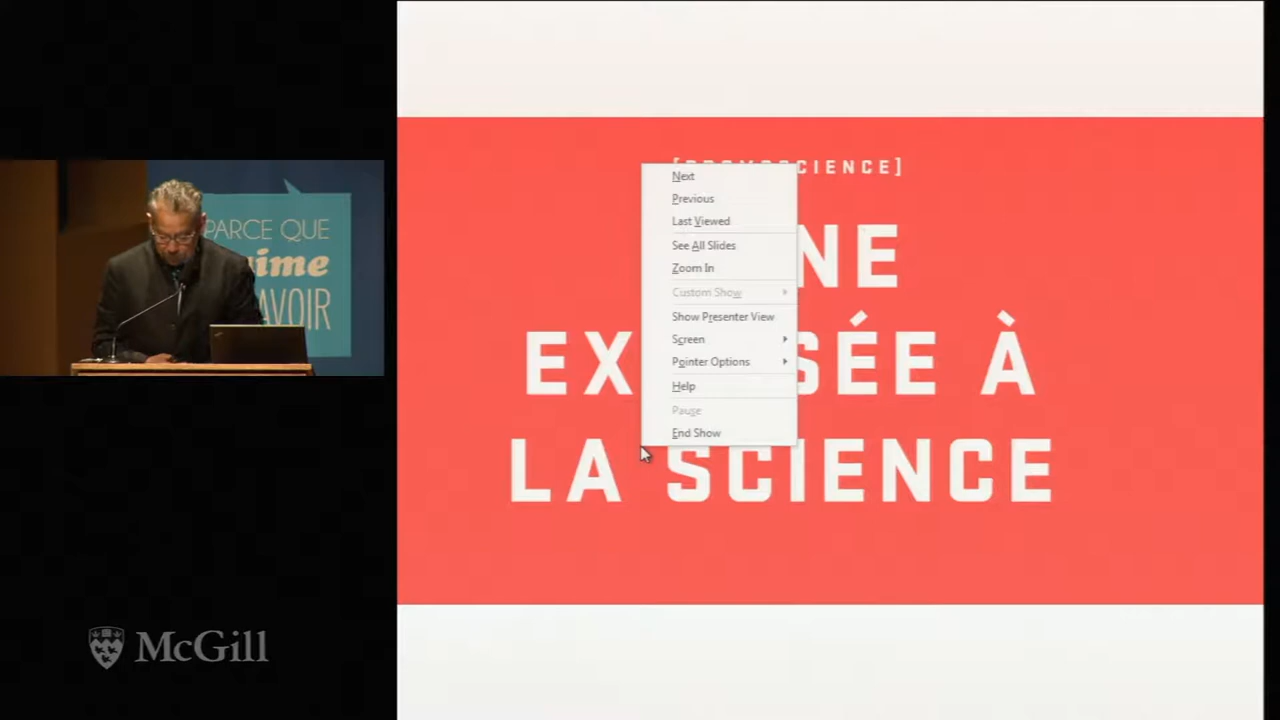 PARCE QUE
aime
AVOIR
McGill
SCIENCE]
NE
EX SÉE À
LA SCIENCE
Next
Previous
Last Viewed
See All Slides
Zoom In
Custom Show
Show Presenter View
Screen
Pointer Options
Help
Pause
End Show